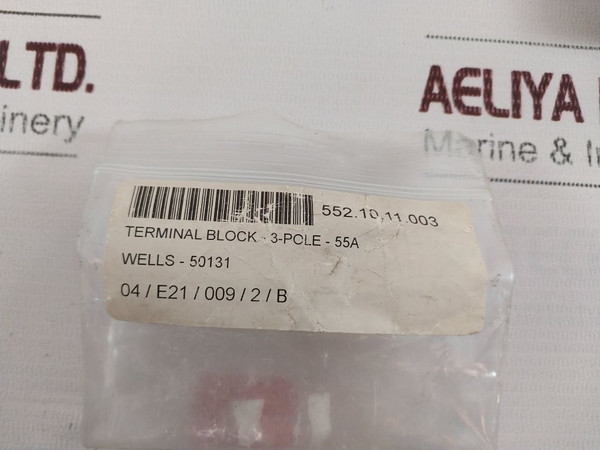 LTD.
inery
AELIYA
Marine & In
552.10.11.003
TERMINAL BLOCK - 3-POLE - 55A
WELLS - 50131
04 / E21 / 009 / 2 / B